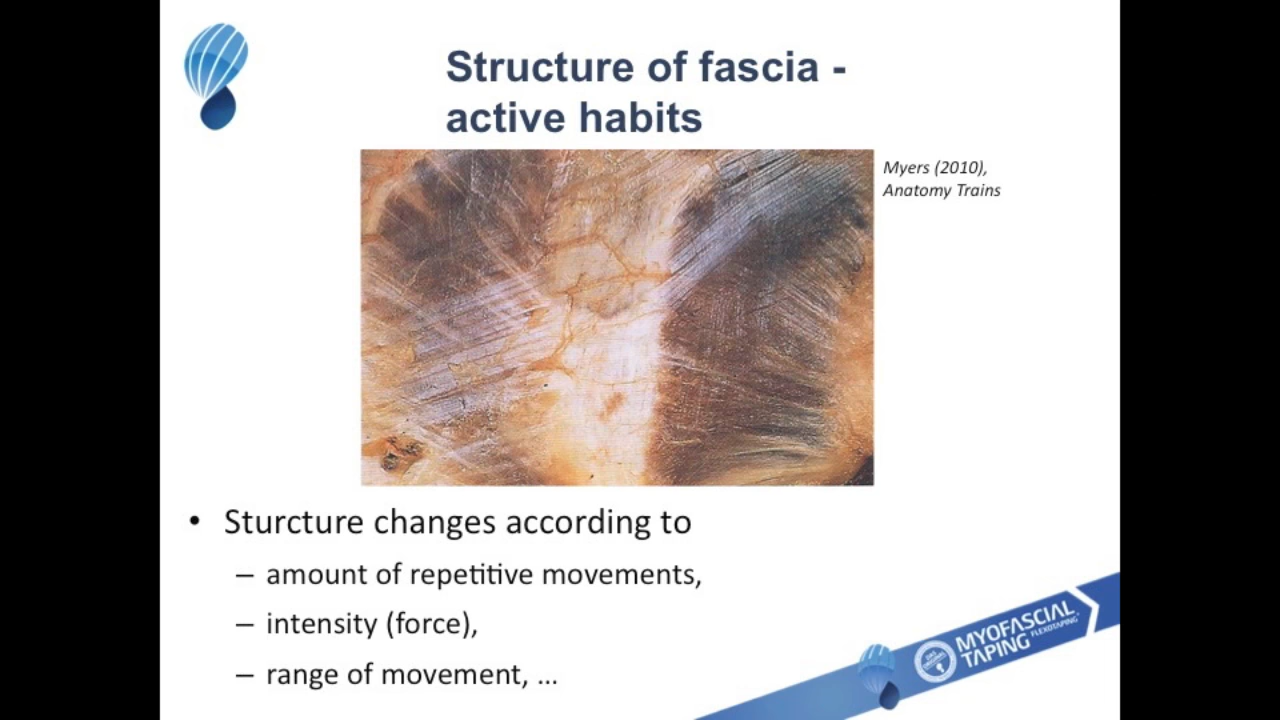 Structure of fascia -
active habits
Myers (2010),
Anatomy Trains
• Sturcture changes according to
– amount of repetitive movements,
– intensity (force),
– range of movement, ...
MYOFASCIAL
TAPING FLEXOTAPING